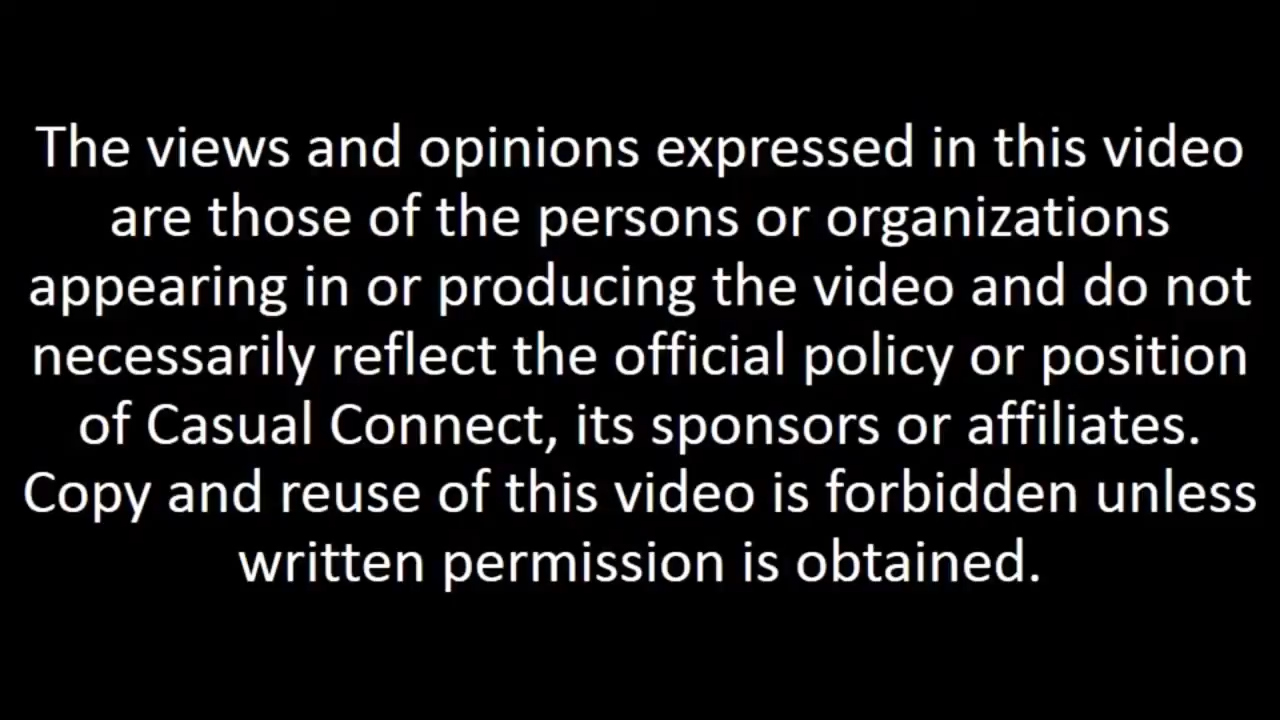 The views and opinions expressed in this video
are those of the persons or organizations
appearing in or producing the video and do not
necessarily reflect the official policy or position
of Casual Connect, its sponsors or affiliates.
Copy and reuse of this video is forbidden unless
written permission is obtained.